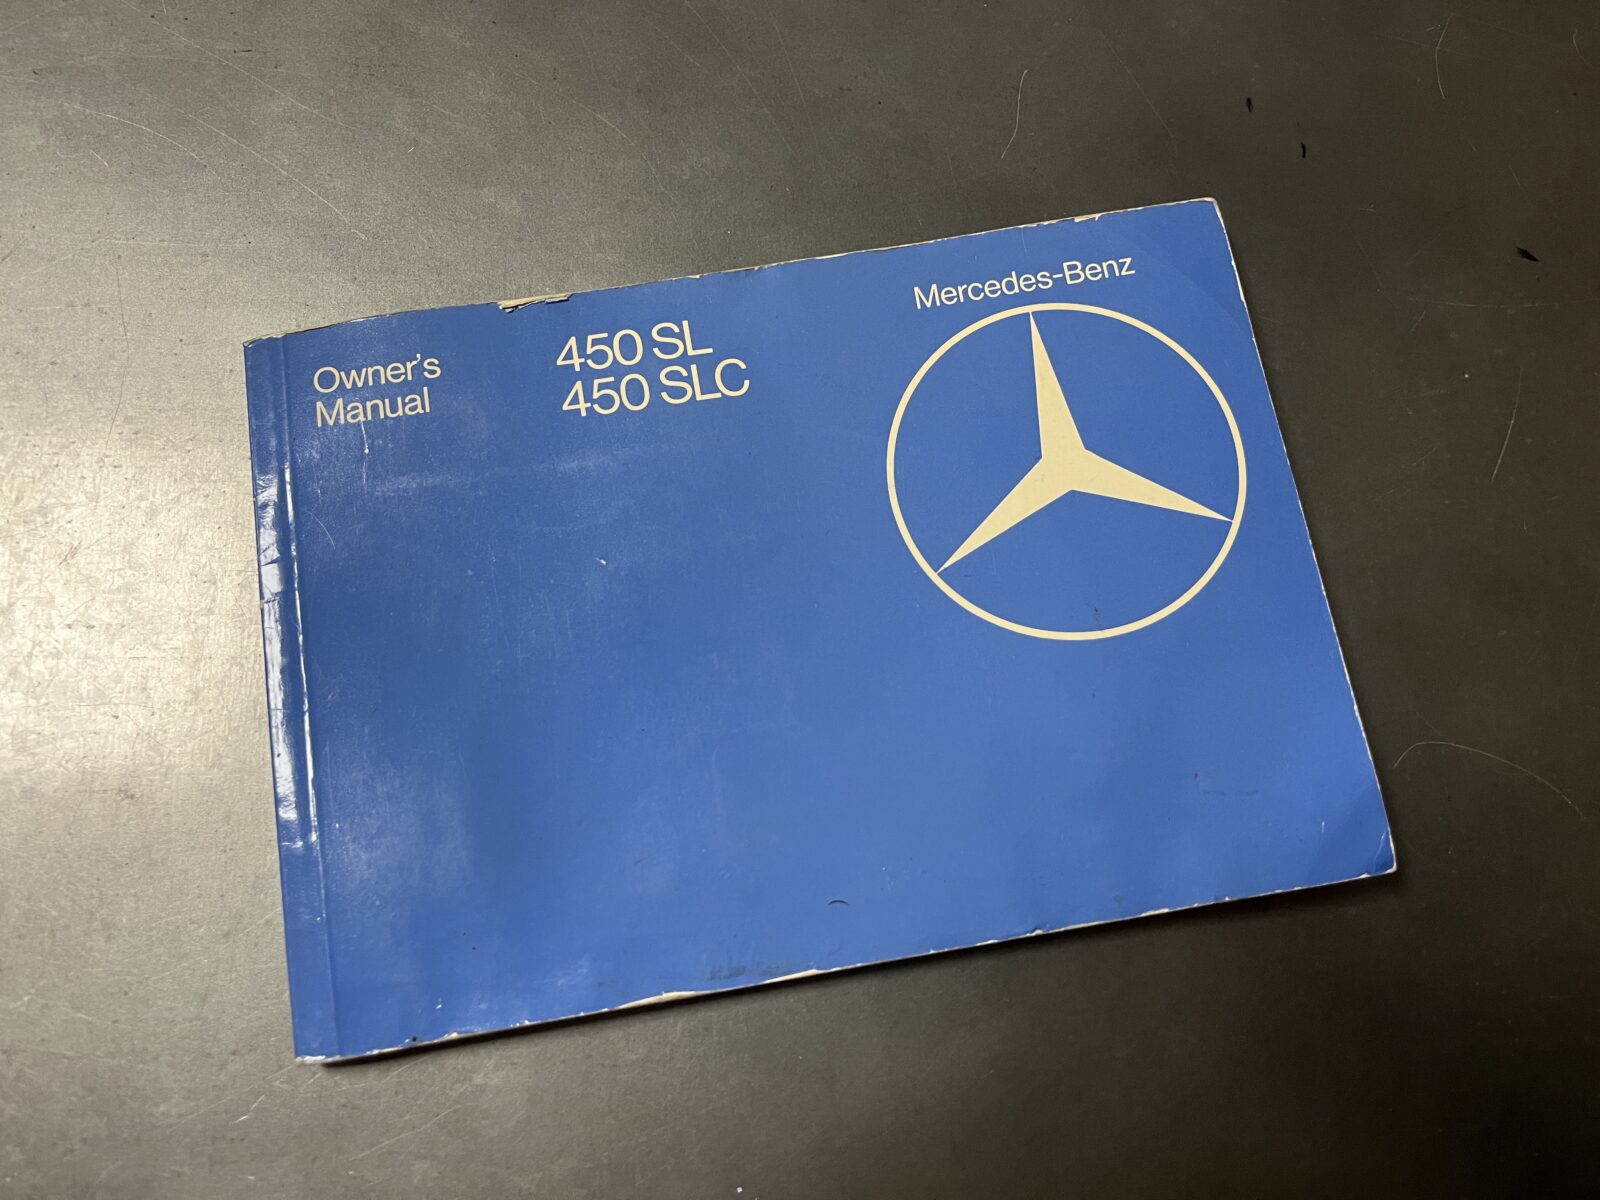 Owner's
Manual
450 SL
450 SLC
Mercedes-Benz